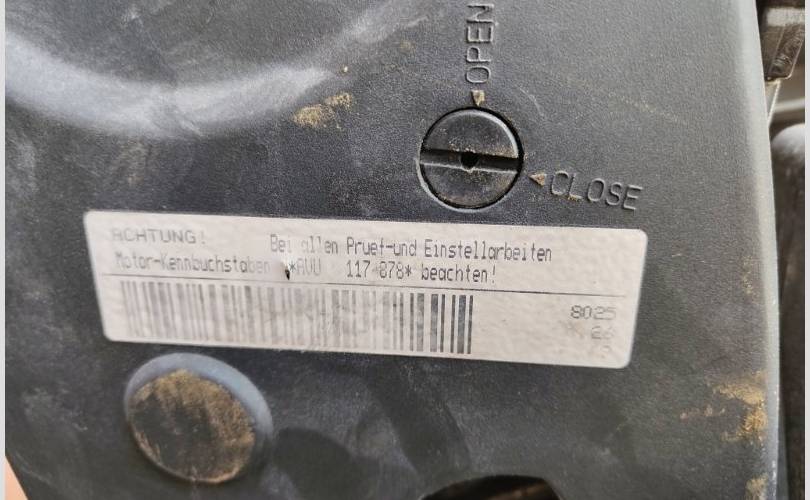 OPEN
CLOSE
ACHTUNG! Bei allen Pruef-und Einstellarbeiten
Motor-Kennbuchstaben *AVU 117 878* beachten!
8025